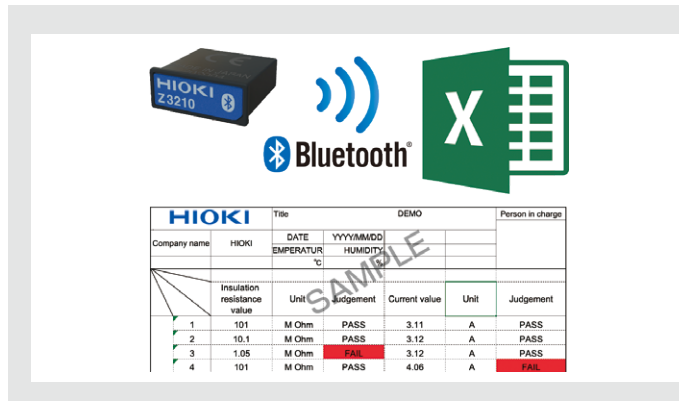 HIOKI
Z3210
Bluetooth®
X
HIOKI Title DEMO Person in charge
Company name HIOKI DATE YYYY/MM/DD
EMPERATUR HUMIDITY
°C %
SAMPLE
Insulation resistance value Unit Judgement Current value Unit Judgement
1 101 M Ohm PASS 3.11 A PASS
2 10.1 M Ohm PASS 3.12 A PASS
3 1.05 M Ohm FAIL 3.12 A PASS
4 101 M Ohm PASS 4.06 A FAIL